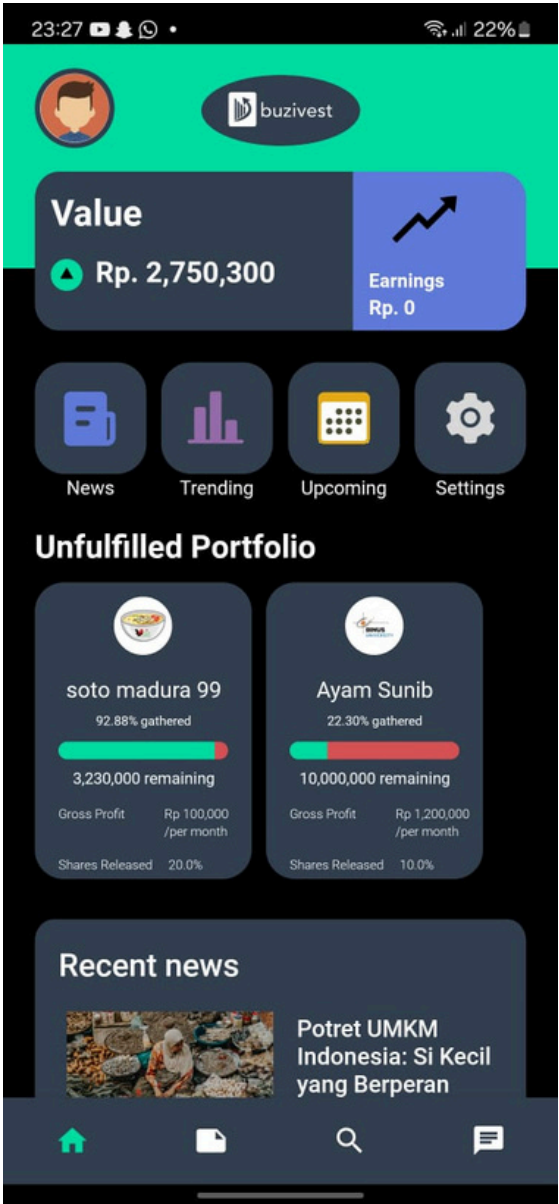 23:27
22%
buzivest
Value
Rp. 2,750,300
Earnings
Rp. 0
News
Trending
Upcoming
Settings
Unfulfilled Portfolio
soto madura 99
92.88% gathered
3,230,000 remaining
Gross Profit
Rp 100,000
/per month
Shares Released 20.0%
BINUS
UNIVERSITY
Ayam Sunib
22.30% gathered
10,000,000 remaining
Gross Profit
Rp 1,200,000
/per month
Shares Released 10.0%
Recent news
Potret UMKM
Indonesia: Si Kecil
yang Berperan